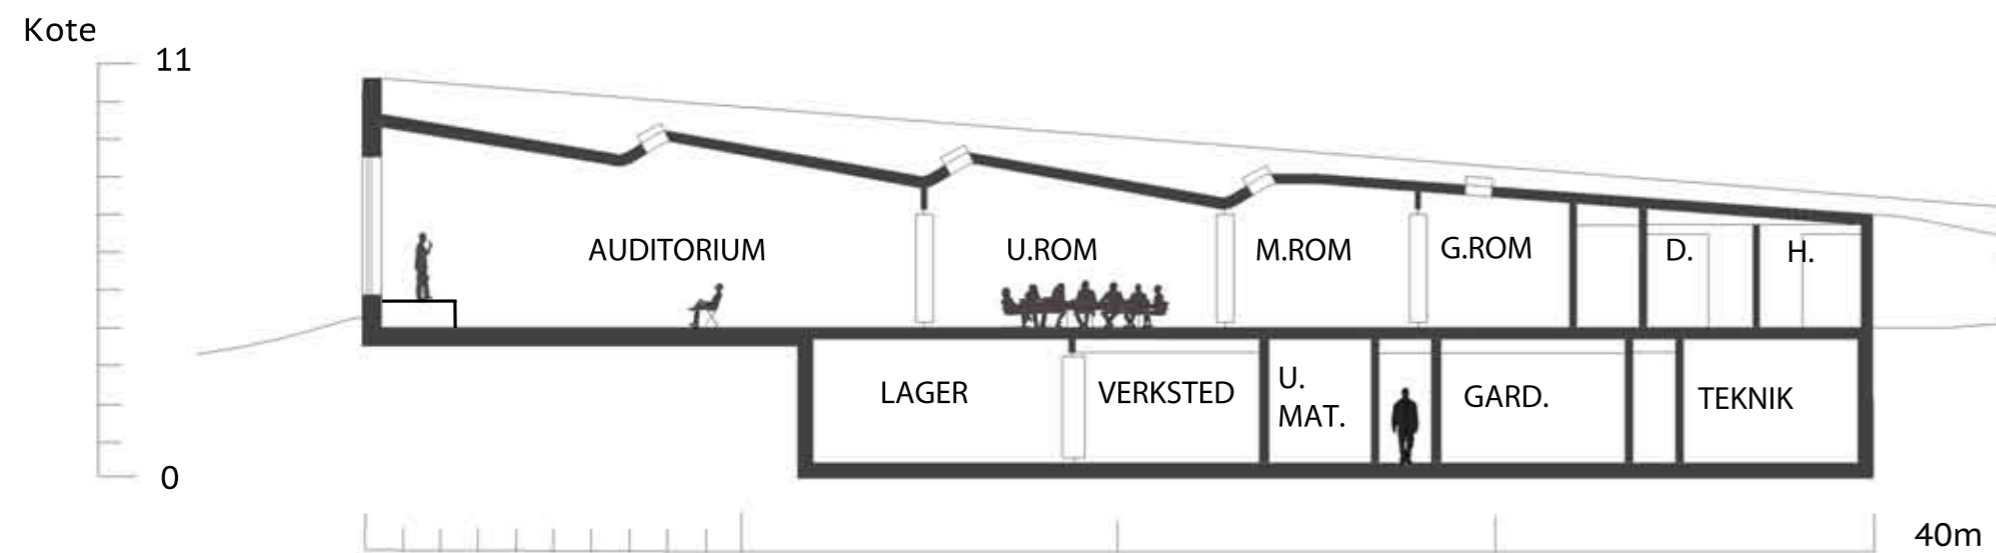 Kote
11
AUDITORIUM
U.ROM
M.ROM
G.ROM
D.
H.
LAGER
VERKSTED
U.
MAT.
GARD.
TEKNIK
0
40m